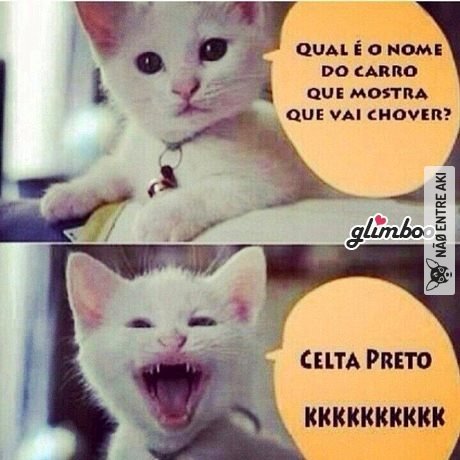 QUAL É O NOME
DO CARRO
QUE MOSTRA
QUE VAI CHOVER?
glimboo
NÃO ENTRE AKI
CELTA PRETO
KKKKKKKKKK